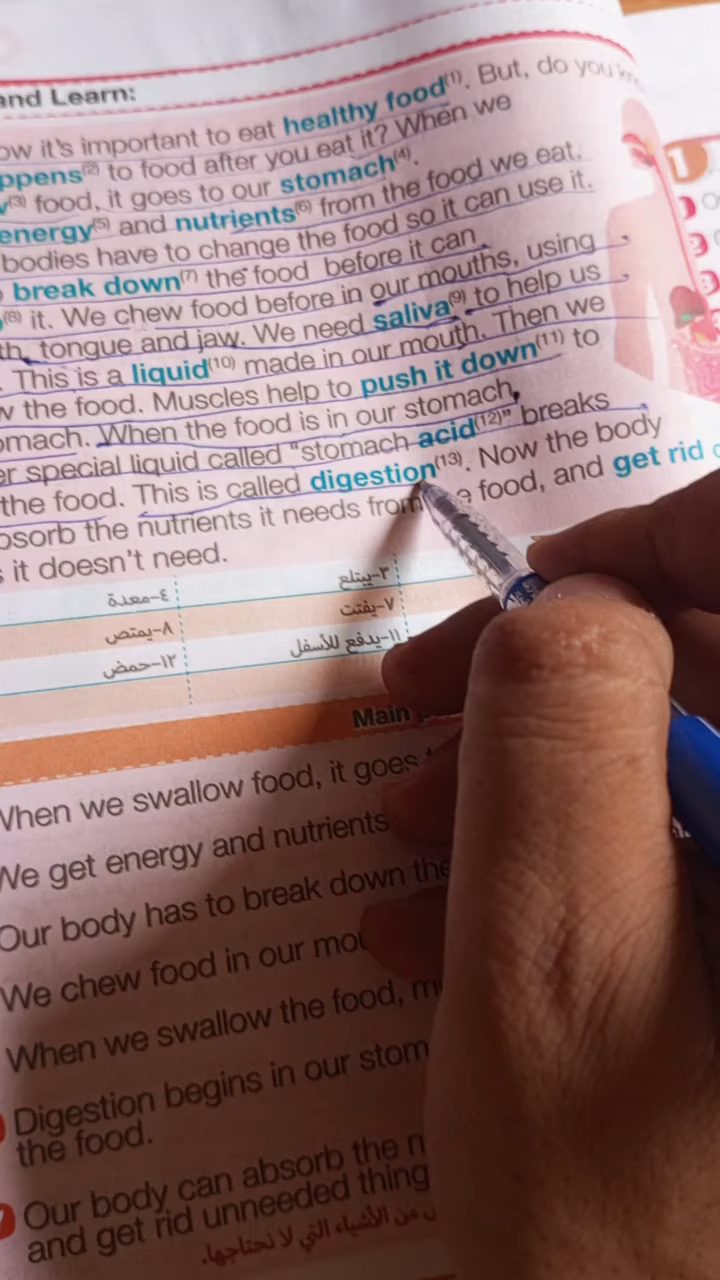 and Learn:
ow it's important to eat healthy food(1). But, do you
ppens(2) to food after you eat it? When we
(3) food, it goes to our stomach(4).
energy(5) and nutrients(6) from the food we eat.
bodies have to change the food so it can use it.
break down(7) the food before it can
(8) it. We chew food before in our mouths, using
th, tongue and jaw. We need saliva(9) to help us
. This is a liquid(10) made in our mouth. Then we
w the food. Muscles help to push it down(11) to
omach. When the food is in our stomach,
er special liquid called "stomach acid(12)" breaks
the food. This is called digestion(13). Now the body
bsorb the nutrients it needs from food, and get rid
s it doesn't need.
٣-يبتلع ٤-معدة
٧-يفتت ٨-يمتص
١١-يدفع للأسفل ١٢-حمض
Main
When we swallow food, it goes
We get energy and nutrients
Our body has to break down the
We chew food in our mou
When we swallow the food, m
Digestion begins in our stom
the food.
7 Our body can absorb the n
and get rid unneeded thing
من الأشياء التي لا نحتاجها.
1